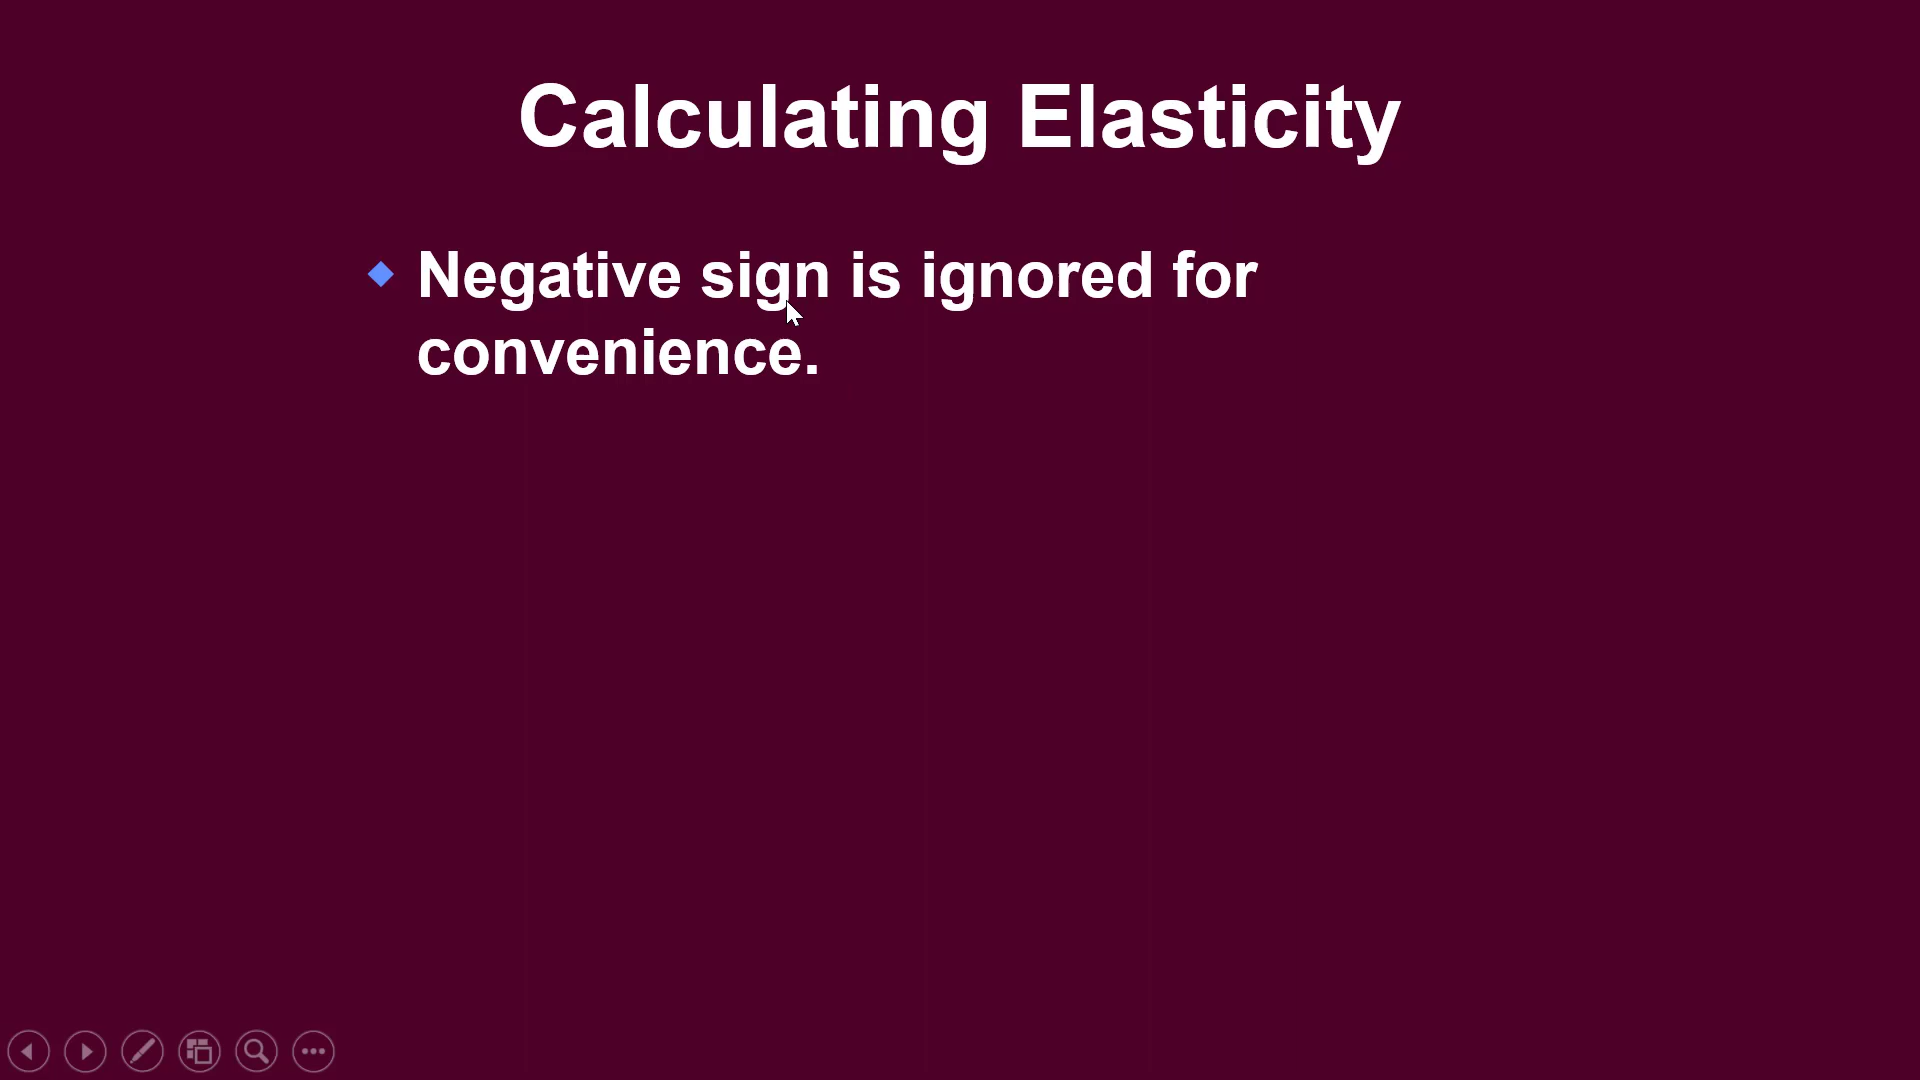 Calculating Elasticity
Negative sign is ignored for
convenience.